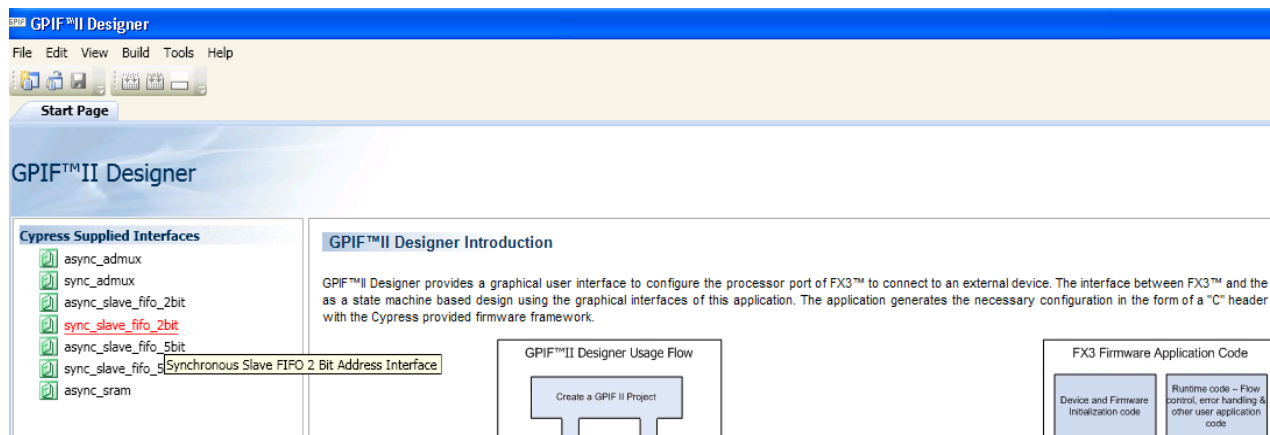 GPIF GPIF™II Designer
File Edit View Build Tools Help
Start Page
GPIF™II Designer
Cypress Supplied Interfaces
async_admux
sync_admux
async_slave_fifo_2bit
sync_slave_fifo_2bit
async_slave_fifo_5bit
sync_slave_fifo_5
Synchronous Slave FIFO 2 Bit Address Interface
async_sram
GPIF™II Designer Introduction
GPIF™II Designer provides a graphical user interface to configure the processor port of FX3™ to connect to an external device. The interface between FX3™ and the
as a state machine based design using the graphical interfaces of this application. The application generates the necessary configuration in the form of a "C" header
with the Cypress provided firmware framework.
GPIF™II Designer Usage Flow
Create a GPIF II Project
FX3 Firmware Application Code
Device and Firmware
Initialization code
Runtime code – Flow
control, error handling &
other user application
code